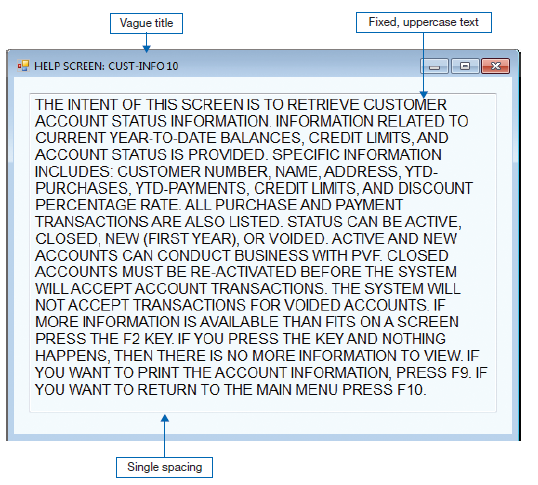 Vague title
Fixed, uppercase text
HELP SCREEN: CUST-INFO10
THE INTENT OF THIS SCREEN IS TO RETRIEVE CUSTOMER
ACCOUNT STATUS INFORMATION. INFORMATION RELATED TO
CURRENT YEAR-TO-DATE BALANCES, CREDIT LIMITS, AND
ACCOUNT STATUS IS PROVIDED. SPECIFIC INFORMATION
INCLUDES: CUSTOMER NUMBER, NAME, ADDRESS, YTD-
PURCHASES, YTD-PAYMENTS, CREDIT LIMITS, AND DISCOUNT
PERCENTAGE RATE. ALL PURCHASE AND PAYMENT
TRANSACTIONS ARE ALSO LISTED. STATUS CAN BE ACTIVE,
CLOSED, NEW (FIRST YEAR), OR VOIDED. ACTIVE AND NEW
ACCOUNTS CAN CONDUCT BUSINESS WITH PVF. CLOSED
ACCOUNTS MUST BE RE-ACTIVATED BEFORE THE SYSTEM
WILL ACCEPT ACCOUNT TRANSACTIONS. THE SYSTEM WILL
NOT ACCEPT TRANSACTIONS FOR VOIDED ACCOUNTS. IF
MORE INFORMATION IS AVAILABLE THAN FITS ON A SCREEN
PRESS THE F2 KEY. IF YOU PRESS THE KEY AND NOTHING
HAPPENS, THEN THERE IS NO MORE INFORMATION TO VIEW. IF
YOU WANT TO PRINT THE ACCOUNT INFORMATION, PRESS F9. IF
YOU WANT TO RETURN TO THE MAIN MENU PRESS F10.
Single spacing